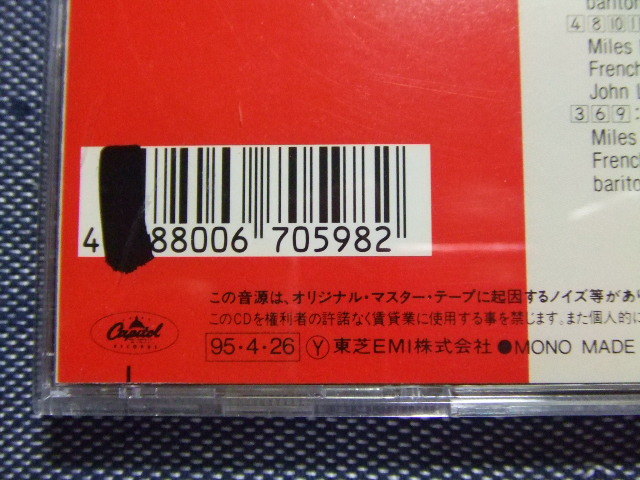 bariton
4 8 10 1
Miles
French
John L
3 6 9 :
Miles
Frenc
barito
4 88006 705982
この音源は、オリジナル・マスター・テープに起因するノイズ等があり
このCDを権利者の許諾なく賃貸業に使用する事を禁じます。また個人的に
Capitol
RECORDS
95・4・26 Ⓨ 東芝EMI株式会社 ●MONO MADE